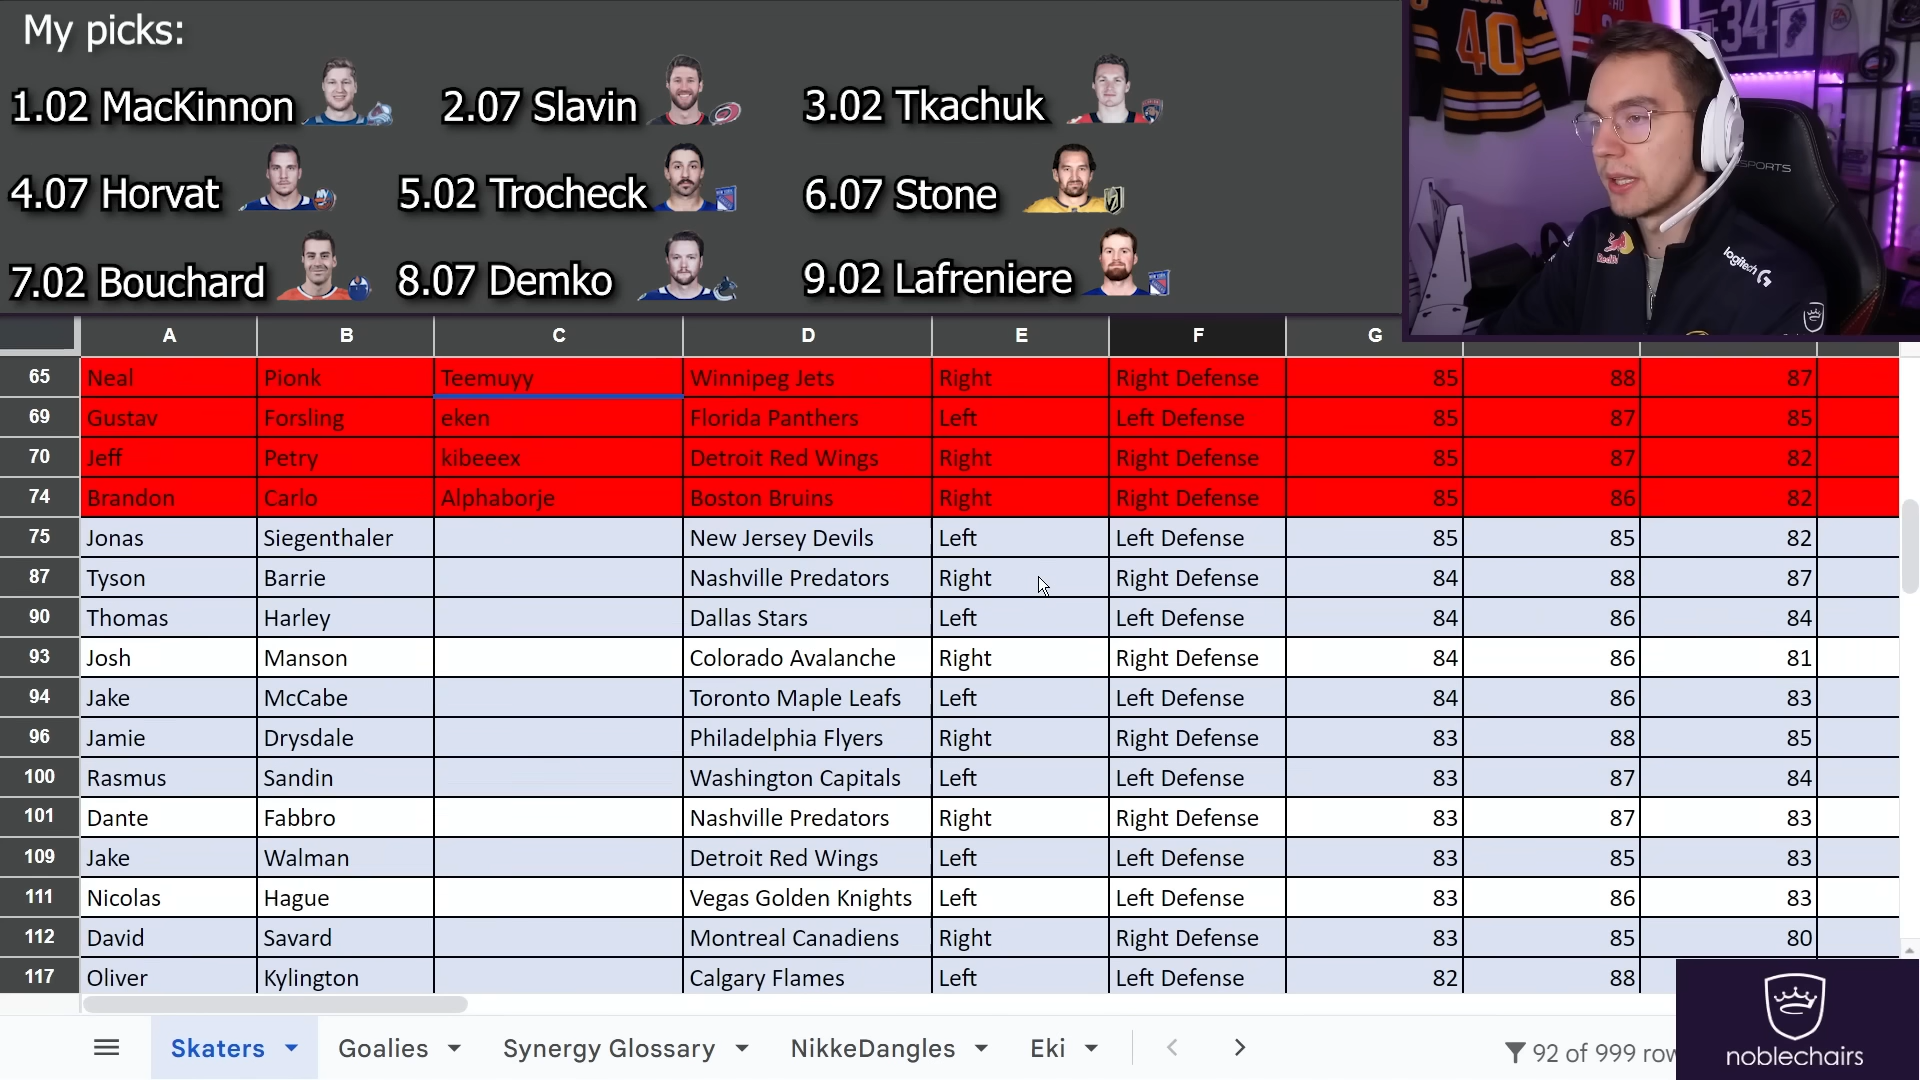 My picks:
1.02 MacKinnon 2.07 Slavin 3.02 Tkachuk
4.07 Horvat 5.02 Trocheck 6.07 Stone
7.02 Bouchard 8.07 Demko 9.02 Lafreniere
40
34
SPORTS
Red Bull
logitech G
A B C D E F G
65 Neal Pionk Teemuyy Winnipeg Jets Right Right Defense 85 88 87
69 Gustav Forsling eken Florida Panthers Left Left Defense 85 87 85
70 Jeff Petry kibeeex Detroit Red Wings Right Right Defense 85 87 82
74 Brandon Carlo Alphaborje Boston Bruins Right Right Defense 85 86 82
75 Jonas Siegenthaler New Jersey Devils Left Left Defense 85 85 82
87 Tyson Barrie Nashville Predators Right Right Defense 84 88 87
90 Thomas Harley Dallas Stars Left Left Defense 84 86 84
93 Josh Manson Colorado Avalanche Right Right Defense 84 86 81
94 Jake McCabe Toronto Maple Leafs Left Left Defense 84 86 83
96 Jamie Drysdale Philadelphia Flyers Right Right Defense 83 88 85
100 Rasmus Sandin Washington Capitals Left Left Defense 83 87 84
101 Dante Fabbro Nashville Predators Right Right Defense 83 87 83
109 Jake Walman Detroit Red Wings Left Left Defense 83 85 83
111 Nicolas Hague Vegas Golden Knights Left Left Defense 83 86 83
112 David Savard Montreal Canadiens Right Right Defense 83 85 80
117 Oliver Kylington Calgary Flames Left Left Defense 82 88
Skaters Goalies Synergy Glossary NikkeDangles Eki 92 of 999 row
noblechairs